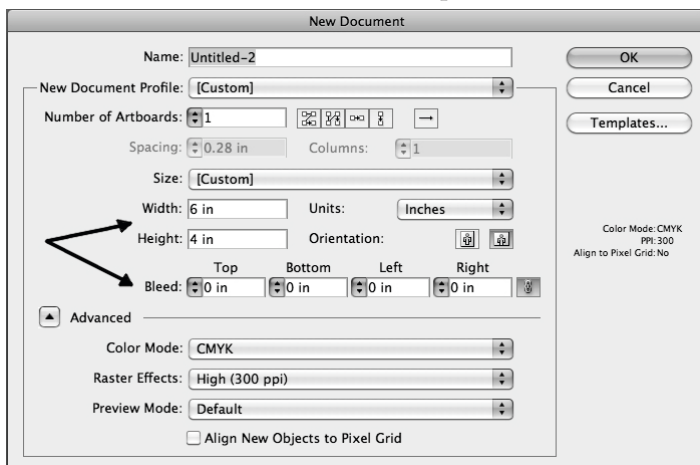 New Document
Name: Untitled-2
OK
New Document Profile: [Custom]
Cancel
Number of Artboards: 1
Templates...
Spacing: 0.28 in Columns: 1
Size: [Custom]
Width: 6 in Units: Inches
Height: 4 in Orientation:
Color Mode: CMYK
PPI: 300
Align to Pixel Grid: No
Top Bottom Left Right
Bleed: 0 in 0 in 0 in 0 in
Advanced
Color Mode: CMYK
Raster Effects: High (300 ppi)
Preview Mode: Default
Align New Objects to Pixel Grid